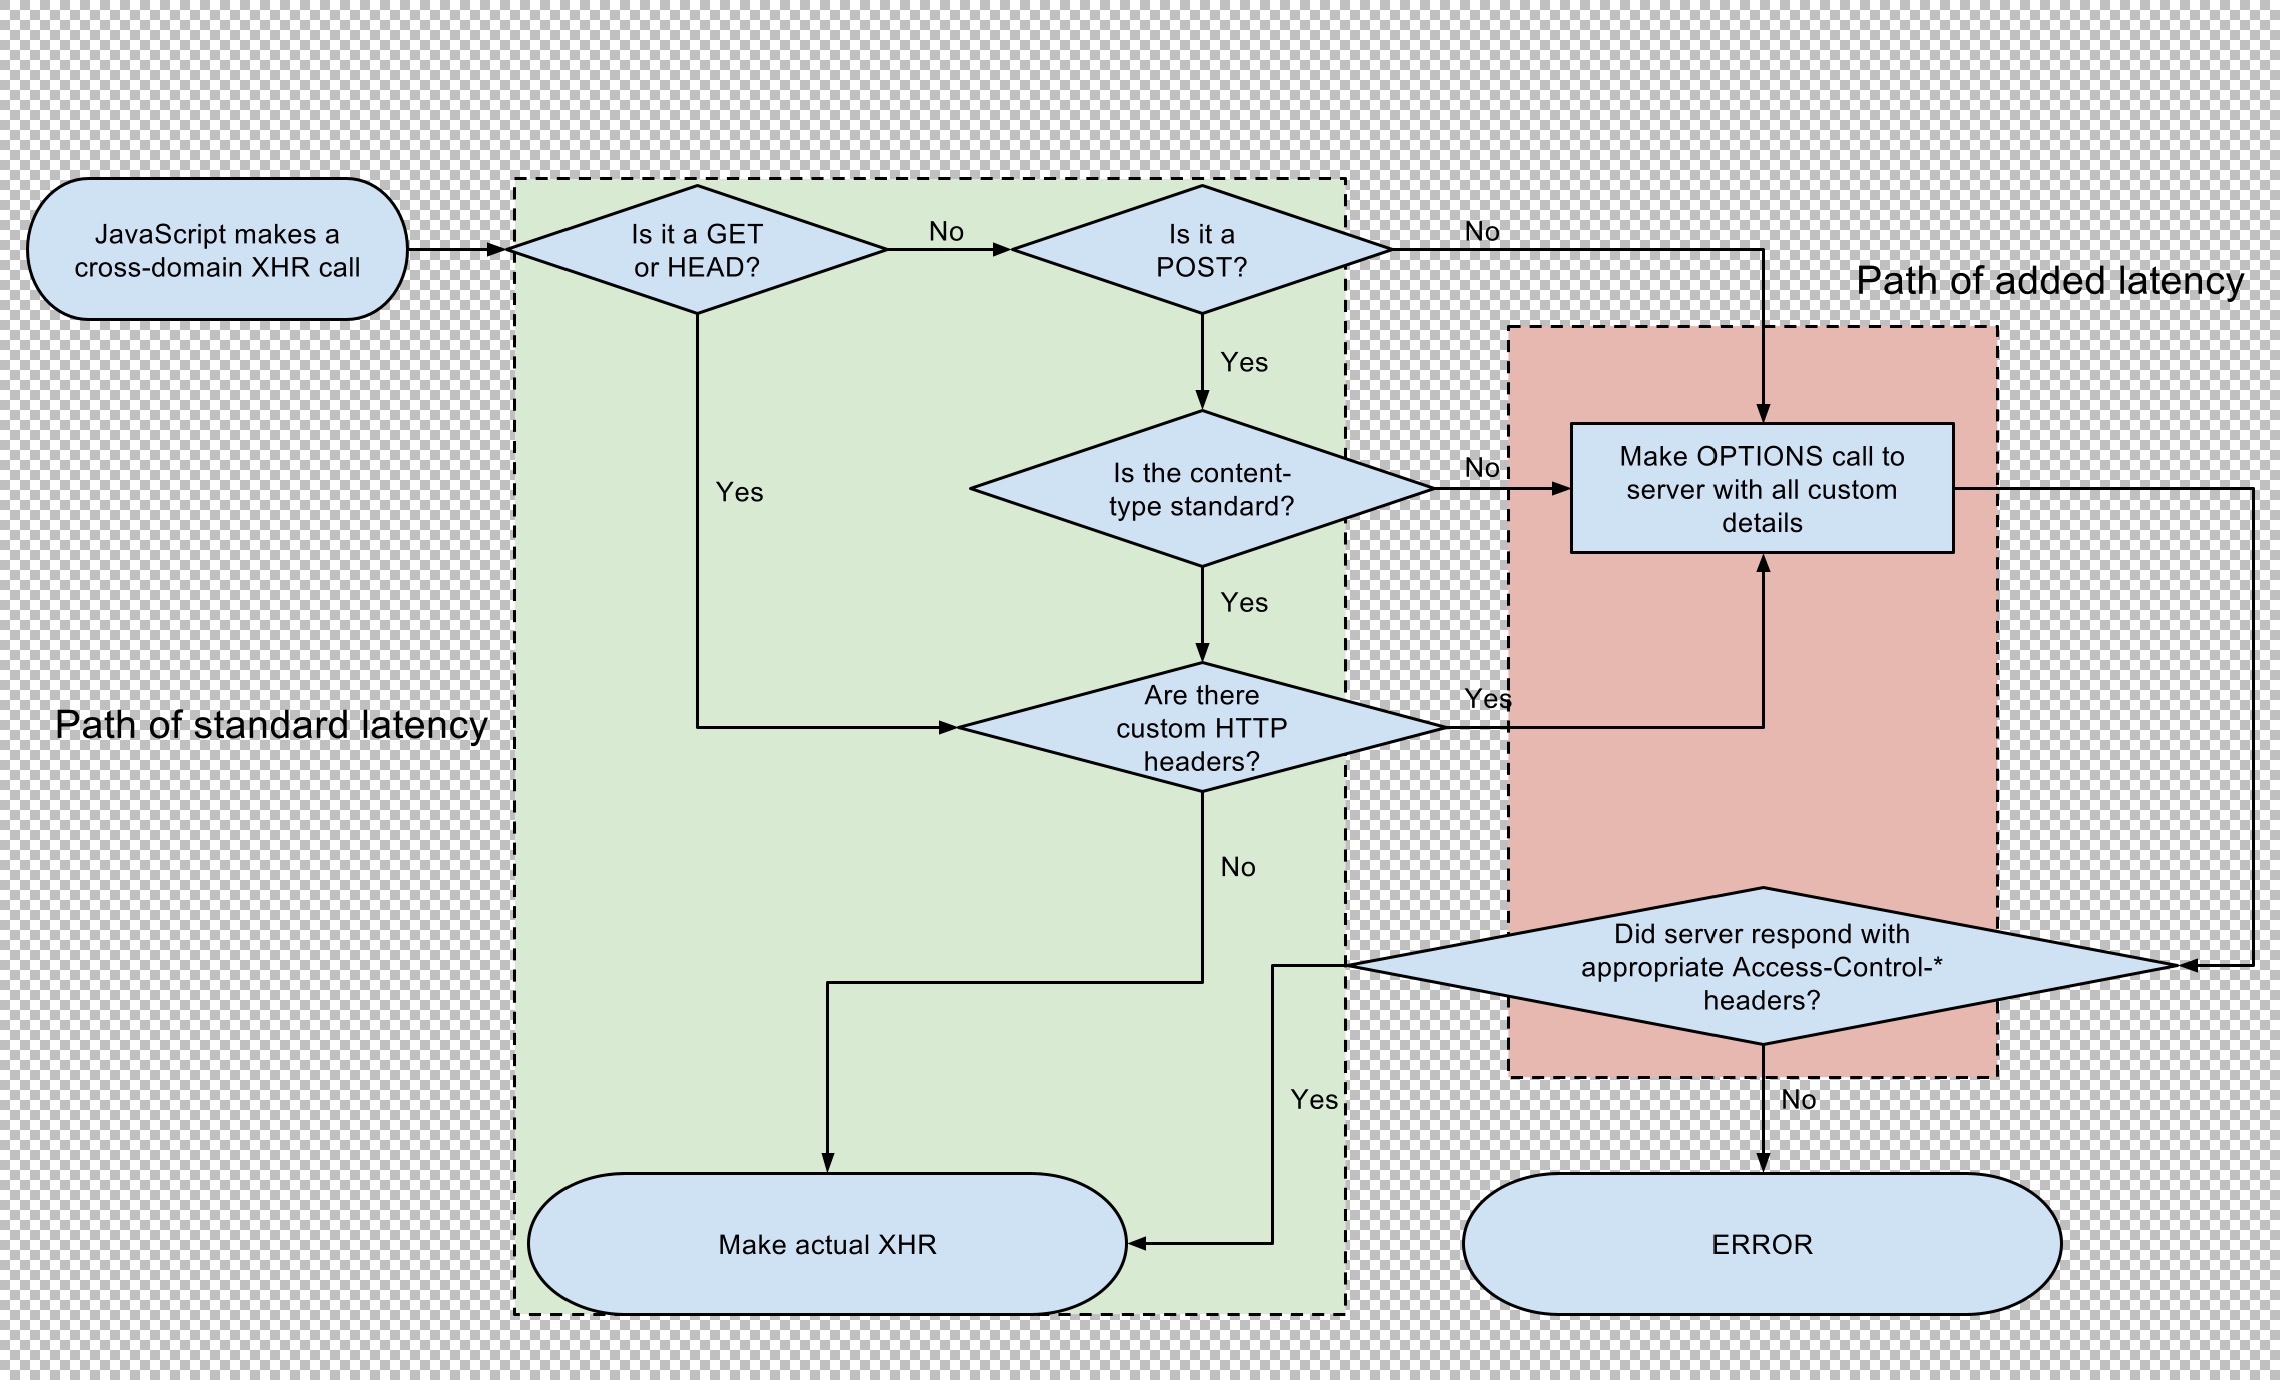 JavaScript makes a
cross-domain XHR call
Is it a GET
or HEAD?
No
Is it a
POST?
No
Path of added latency
Yes
Yes
Is the content-
type standard?
No
Make OPTIONS call to
server with all custom
details
Yes
Path of standard latency
Are there
custom HTTP
headers?
Yes
No
Did server respond with
appropriate Access-Control-*
headers?
Yes
No
Make actual XHR
ERROR